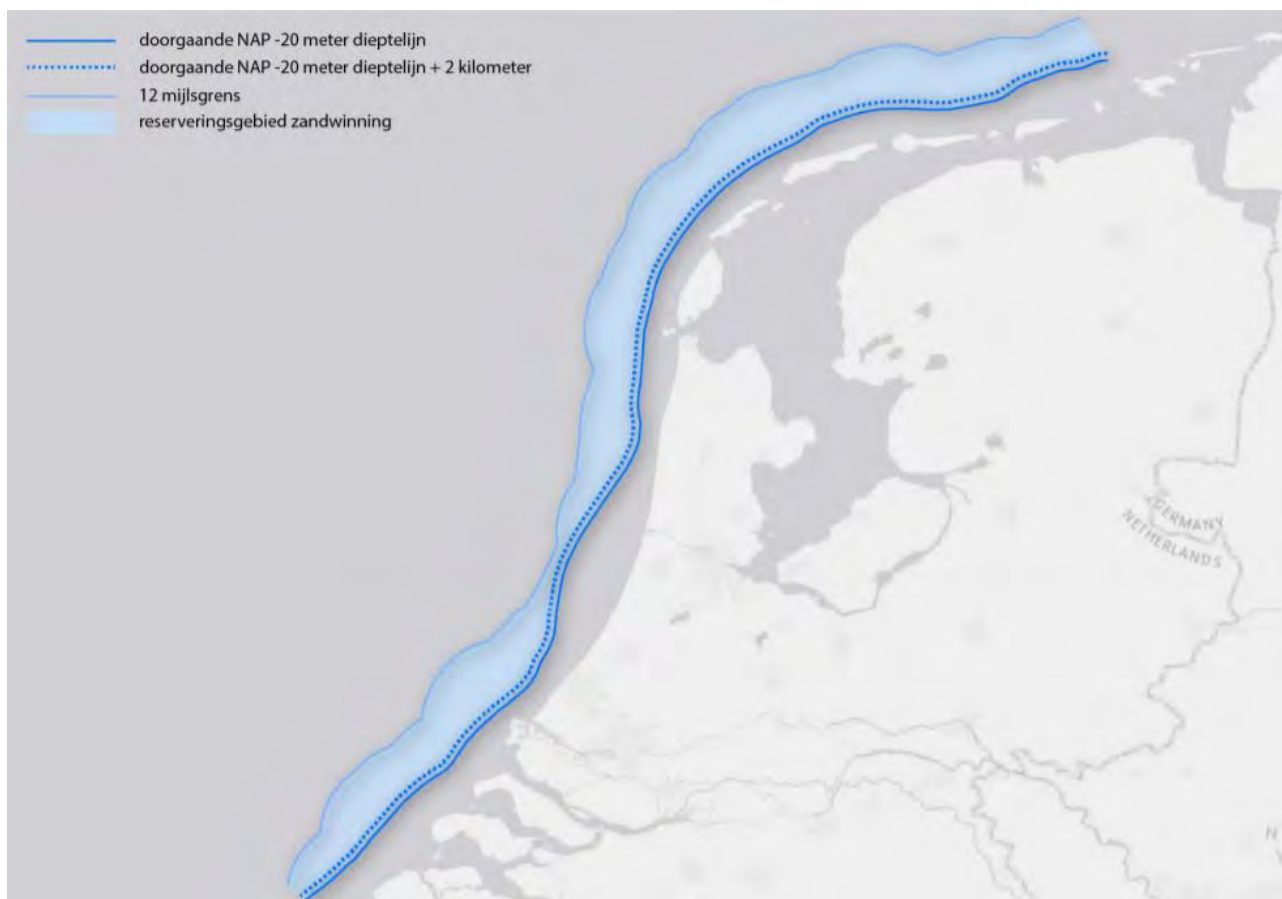 doorgaande NAP -20 meter dieptelijn
doorgaande NAP -20 meter dieptelijn + 2 kilometer
12 mijlsgrens
reserveringsgebied zandwinning
GERMANY
NETHERLANDS
N